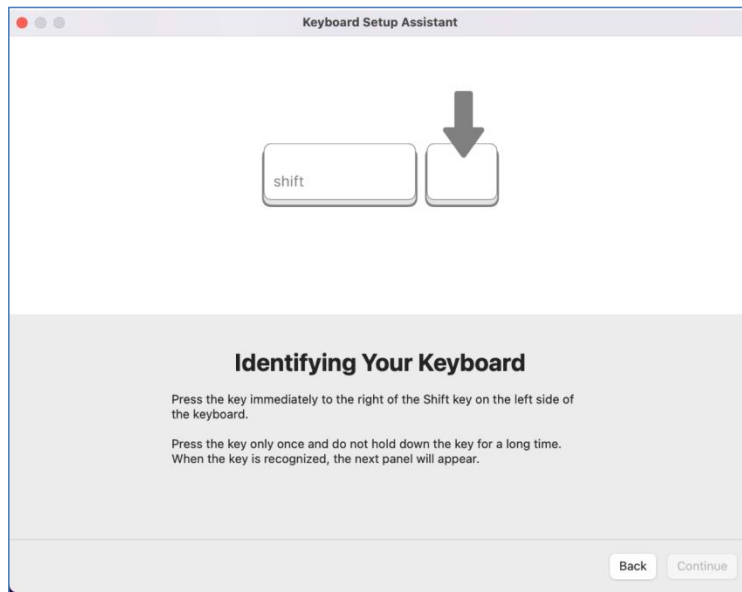 Keyboard Setup Assistant
shift
Identifying Your Keyboard
Press the key immediately to the right of the Shift key on the left side of
the keyboard.
Press the key only once and do not hold down the key for a long time.
When the key is recognized, the next panel will appear.
Back Continue